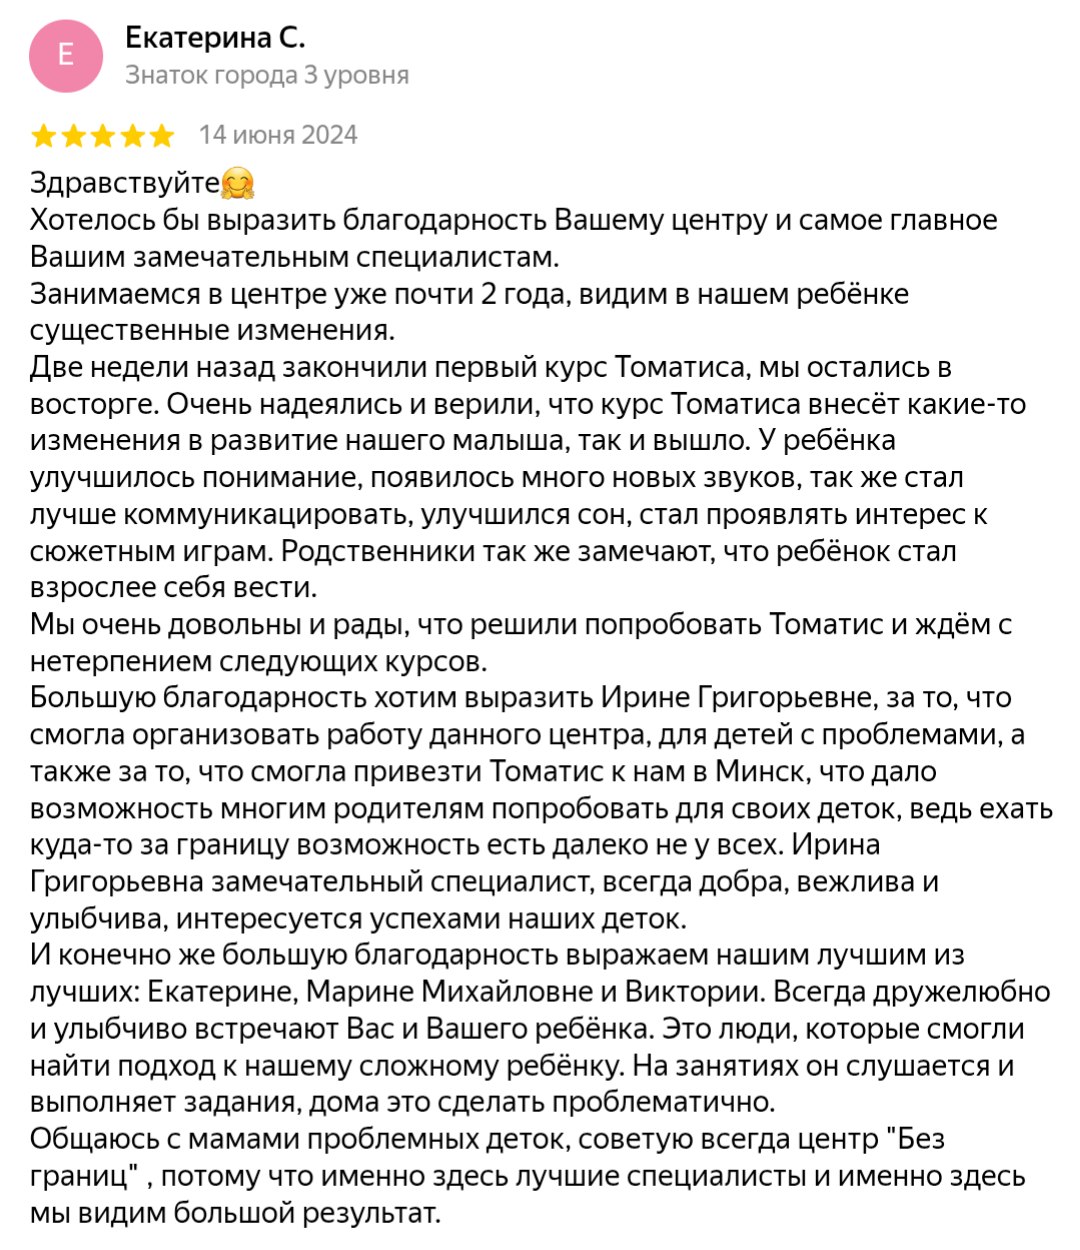 Е
Екатерина С.
Знаток города 3 уровня
14 июня 2024
Здравствуйте🤗
Хотелось бы выразить благодарность Вашему центру и самое главное
Вашим замечательным специалистам.
Занимаемся в центре уже почти 2 года, видим в нашем ребёнке
существенные изменения.
Две недели назад закончили первый курс Томатиса, мы остались в
восторге. Очень надеялись и верили, что курс Томатиса внесёт какие-то
изменения в развитие нашего малыша, так и вышло. У ребёнка
улучшилось понимание, появилось много новых звуков, так же стал
лучше коммуникацировать, улучшился сон, стал проявлять интерес к
сюжетным играм. Родственники так же замечают, что ребёнок стал
взрослее себя вести.
Мы очень довольны и рады, что решили попробовать Томатис и ждём с
нетерпением следующих курсов.
Большую благодарность хотим выразить Ирине Григорьевне, за то, что
смогла организовать работу данного центра, для детей с проблемами, а
также за то, что смогла привезти Томатис к нам в Минск, что дало
возможность многим родителям попробовать для своих деток, ведь ехать
куда-то за границу возможность есть далеко не у всех. Ирина
Григорьевна замечательный специалист, всегда добра, вежлива и
улыбчива, интересуется успехами наших деток.
И конечно же большую благодарность выражаем нашим лучшим из
лучших: Екатерине, Марине Михайловне и Виктории. Всегда дружелюбно
и улыбчиво встречают Вас и Вашего ребёнка. Это люди, которые смогли
найти подход к нашему сложному ребёнку. На занятиях он слушается и
выполняет задания, дома это сделать проблематично.
Общаюсь с мамами проблемных деток, советую всегда центр "Без
границ" , потому что именно здесь лучшие специалисты и именно здесь
мы видим большой результат.